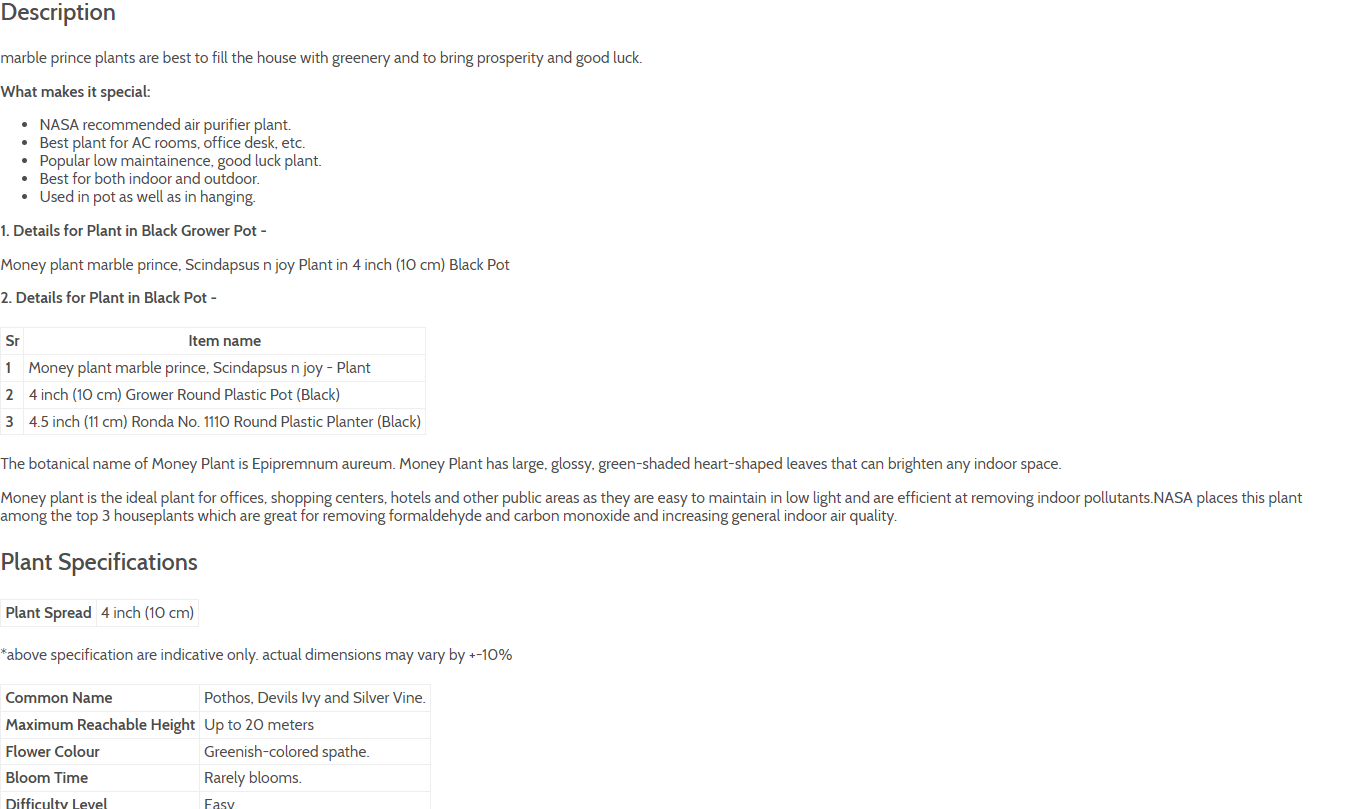 Description
marble prince plants are best to fill the house with greenery and to bring prosperity and good luck.
What makes it special:
NASA recommended air purifier plant.
Best plant for AC rooms, office desk, etc.
Popular low maintainence, good luck plant.
Best for both indoor and outdoor.
Used in pot as well as in hanging.
1. Details for Plant in Black Grower Pot -
Money plant marble prince, Scindapsus n joy Plant in 4 inch (10 cm) Black Pot
2. Details for Plant in Black Pot -
Sr Item name
1 Money plant marble prince, Scindapsus n joy - Plant
2 4 inch (10 cm) Grower Round Plastic Pot (Black)
3 4.5 inch (11 cm) Ronda No. 1110 Round Plastic Planter (Black)
The botanical name of Money Plant is Epipremnum aureum. Money Plant has large, glossy, green-shaded heart-shaped leaves that can brighten any indoor space.
Money plant is the ideal plant for offices, shopping centers, hotels and other public areas as they are easy to maintain in low light and are efficient at removing indoor pollutants.NASA places this plant
among the top 3 houseplants which are great for removing formaldehyde and carbon monoxide and increasing general indoor air quality.
Plant Specifications
Plant Spread 4 inch (10 cm)
*above specification are indicative only. actual dimensions may vary by +-10%
Common Name Pothos, Devils Ivy and Silver Vine.
Maximum Reachable Height Up to 20 meters
Flower Colour Greenish-colored spathe.
Bloom Time Rarely blooms.
Difficulty Level Easy